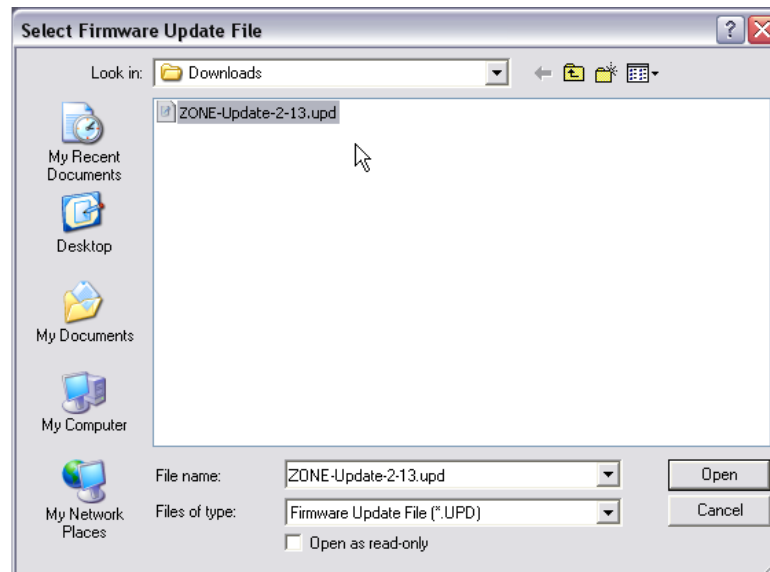 Select Firmware Update File
Look in:
Downloads
ZONE-Update-2-13.upd
My Recent
Documents
Desktop
My Documents
My Computer
My Network
Places
File name:
ZONE-Update-2-13.upd
Open
Files of type:
Firmware Update File (*.UPD)
Cancel
Open as read-only